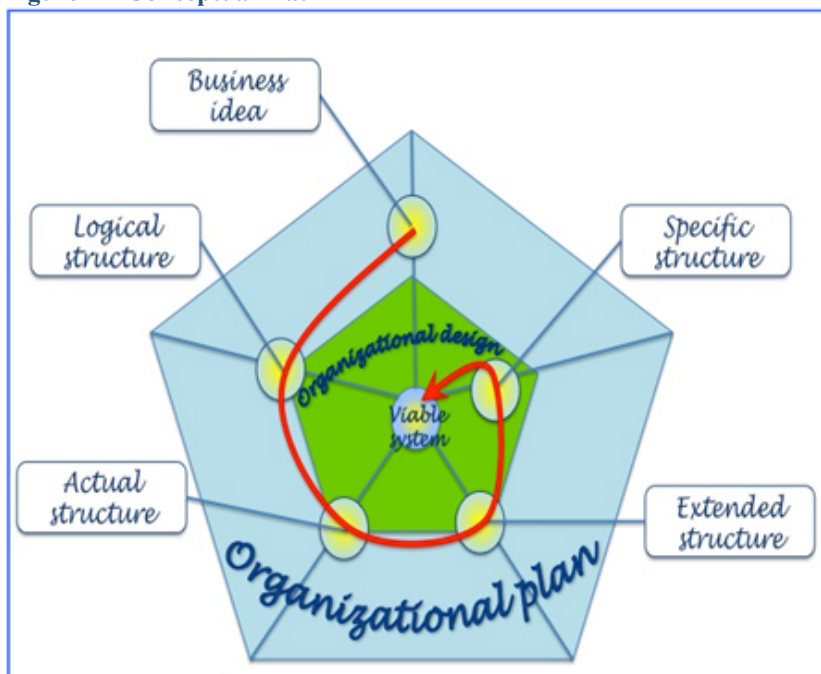 Business
idea
Logical
structure
Specific
structure
Organizational design
Viable
system
Actual
structure
Extended
structure
Organizational plan